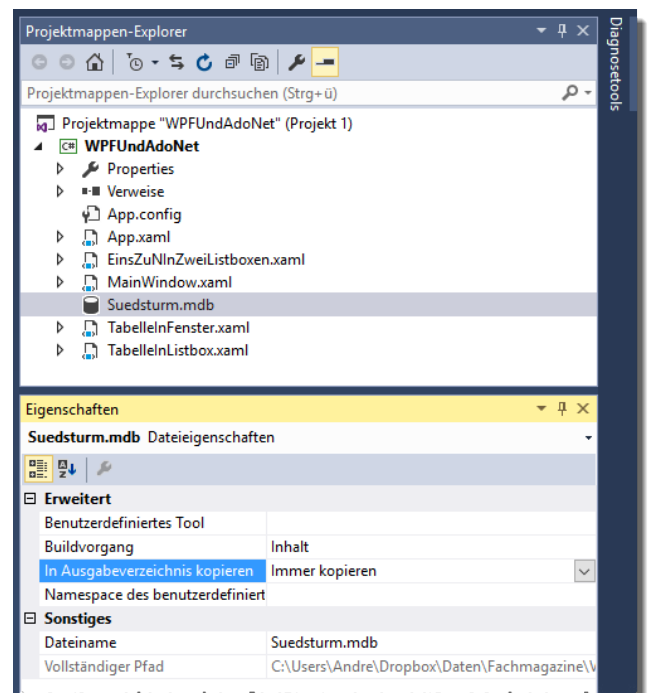 Projektmappen-Explorer
Diagnosetools
Projektmappen-Explorer durchsuchen (Strg+ü)
Projektmappe "WPFUndAdoNet" (Projekt 1)
C# WPFUndAdoNet
Properties
Verweise
App.config
App.xaml
EinsZuNInZweiListboxen.xaml
MainWindow.xaml
Suedsturm.mdb
TabelleInFenster.xaml
TabelleInListbox.xaml
Eigenschaften
Suedsturm.mdb Dateieigenschaften
Erweitert
Benutzerdefiniertes Tool
Buildvorgang Inhalt
In Ausgabeverzeichnis kopieren Immer kopieren
Namespace des benutzerdefiniert
Sonstiges
Dateiname Suedsturm.mdb
Vollständiger Pfad C:\Users\Andre\Dropbox\Daten\Fachmagazine\V